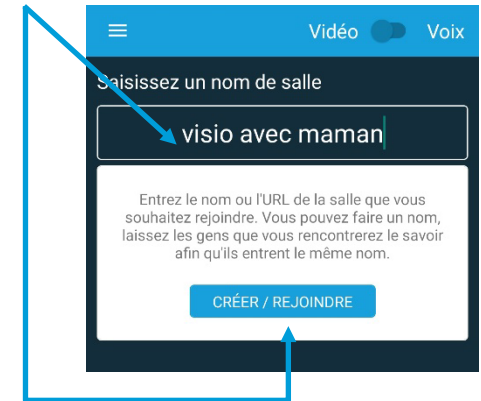 Vidéo Voix
Saisissez un nom de salle
visio avec maman
Entrez le nom ou l'URL de la salle que vous
souhaitez rejoindre. Vous pouvez faire un nom,
laissez les gens que vous rencontrerez le savoir
afin qu'ils entrent le même nom.
CRÉER / REJOINDRE